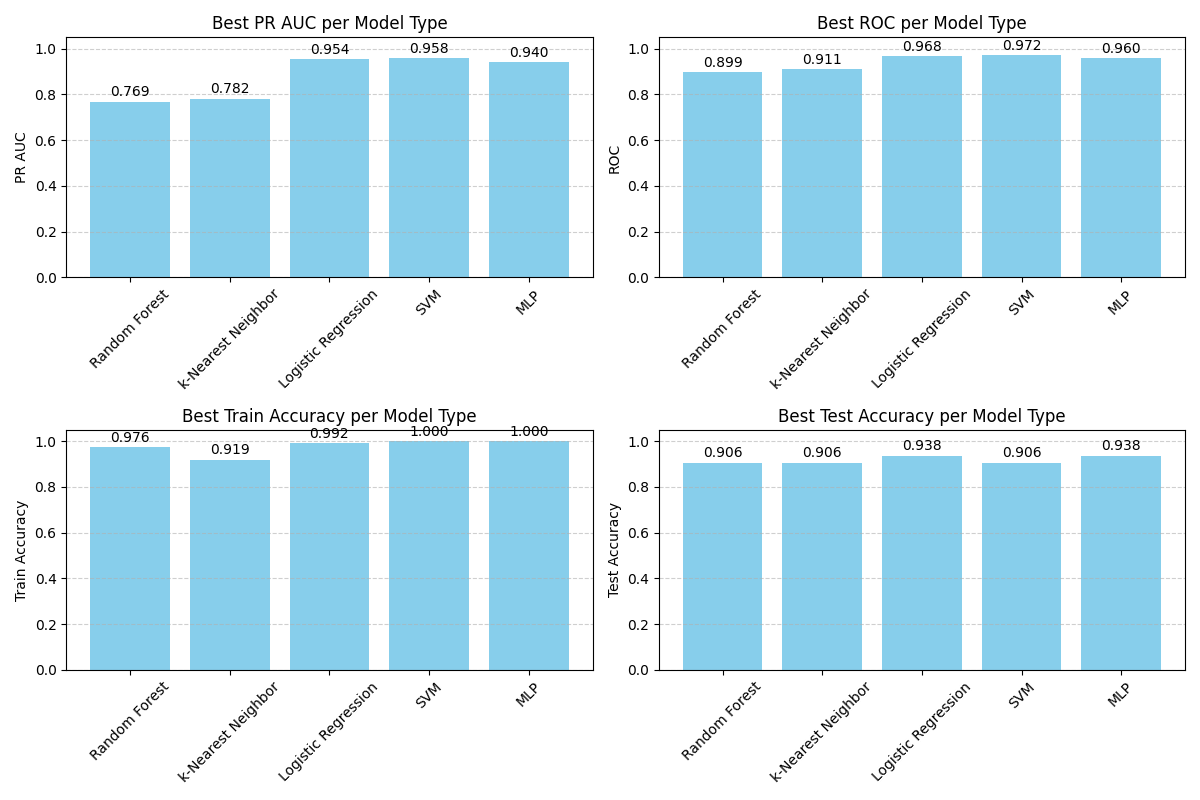 Best PR AUC per Model Type
PR AUC
1.0
0.8
0.6
0.4
0.2
0.0
0.769
0.782
0.954
0.958
0.940
Random Forest
k-Nearest Neighbor
Logistic Regression
SVM
MLP
Best ROC per Model Type
ROC
1.0
0.8
0.6
0.4
0.2
0.0
0.899
0.911
0.968
0.972
0.960
Random Forest
k-Nearest Neighbor
Logistic Regression
SVM
MLP
Best Train Accuracy per Model Type
Train Accuracy
1.0
0.8
0.6
0.4
0.2
0.0
0.976
0.919
0.992
1.000
1.000
Random Forest
k-Nearest Neighbor
Logistic Regression
SVM
MLP
Best Test Accuracy per Model Type
Test Accuracy
1.0
0.8
0.6
0.4
0.2
0.0
0.906
0.906
0.938
0.906
0.938
Random Forest
k-Nearest Neighbor
Logistic Regression
SVM
MLP